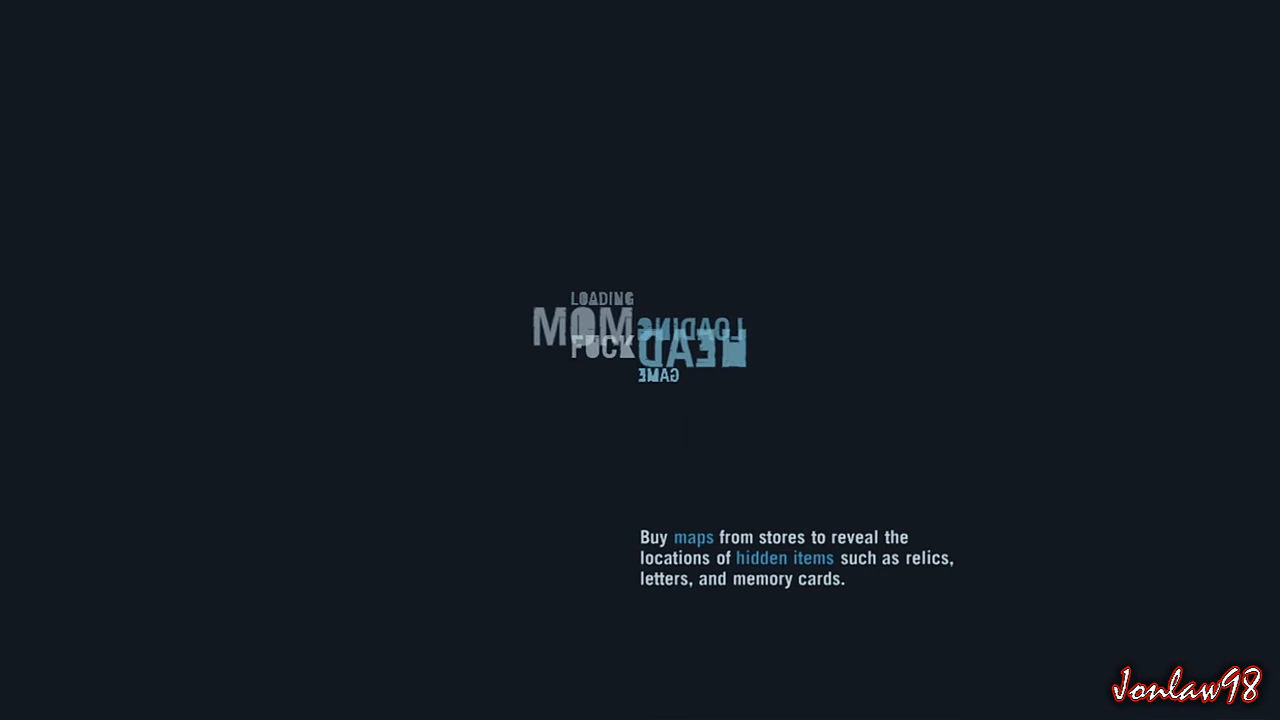 LOADING
MOM
FUCK
LOADING
HEAD
GAME
Buy maps from stores to reveal the
locations of hidden items such as relics,
letters, and memory cards.
Jonlaw98